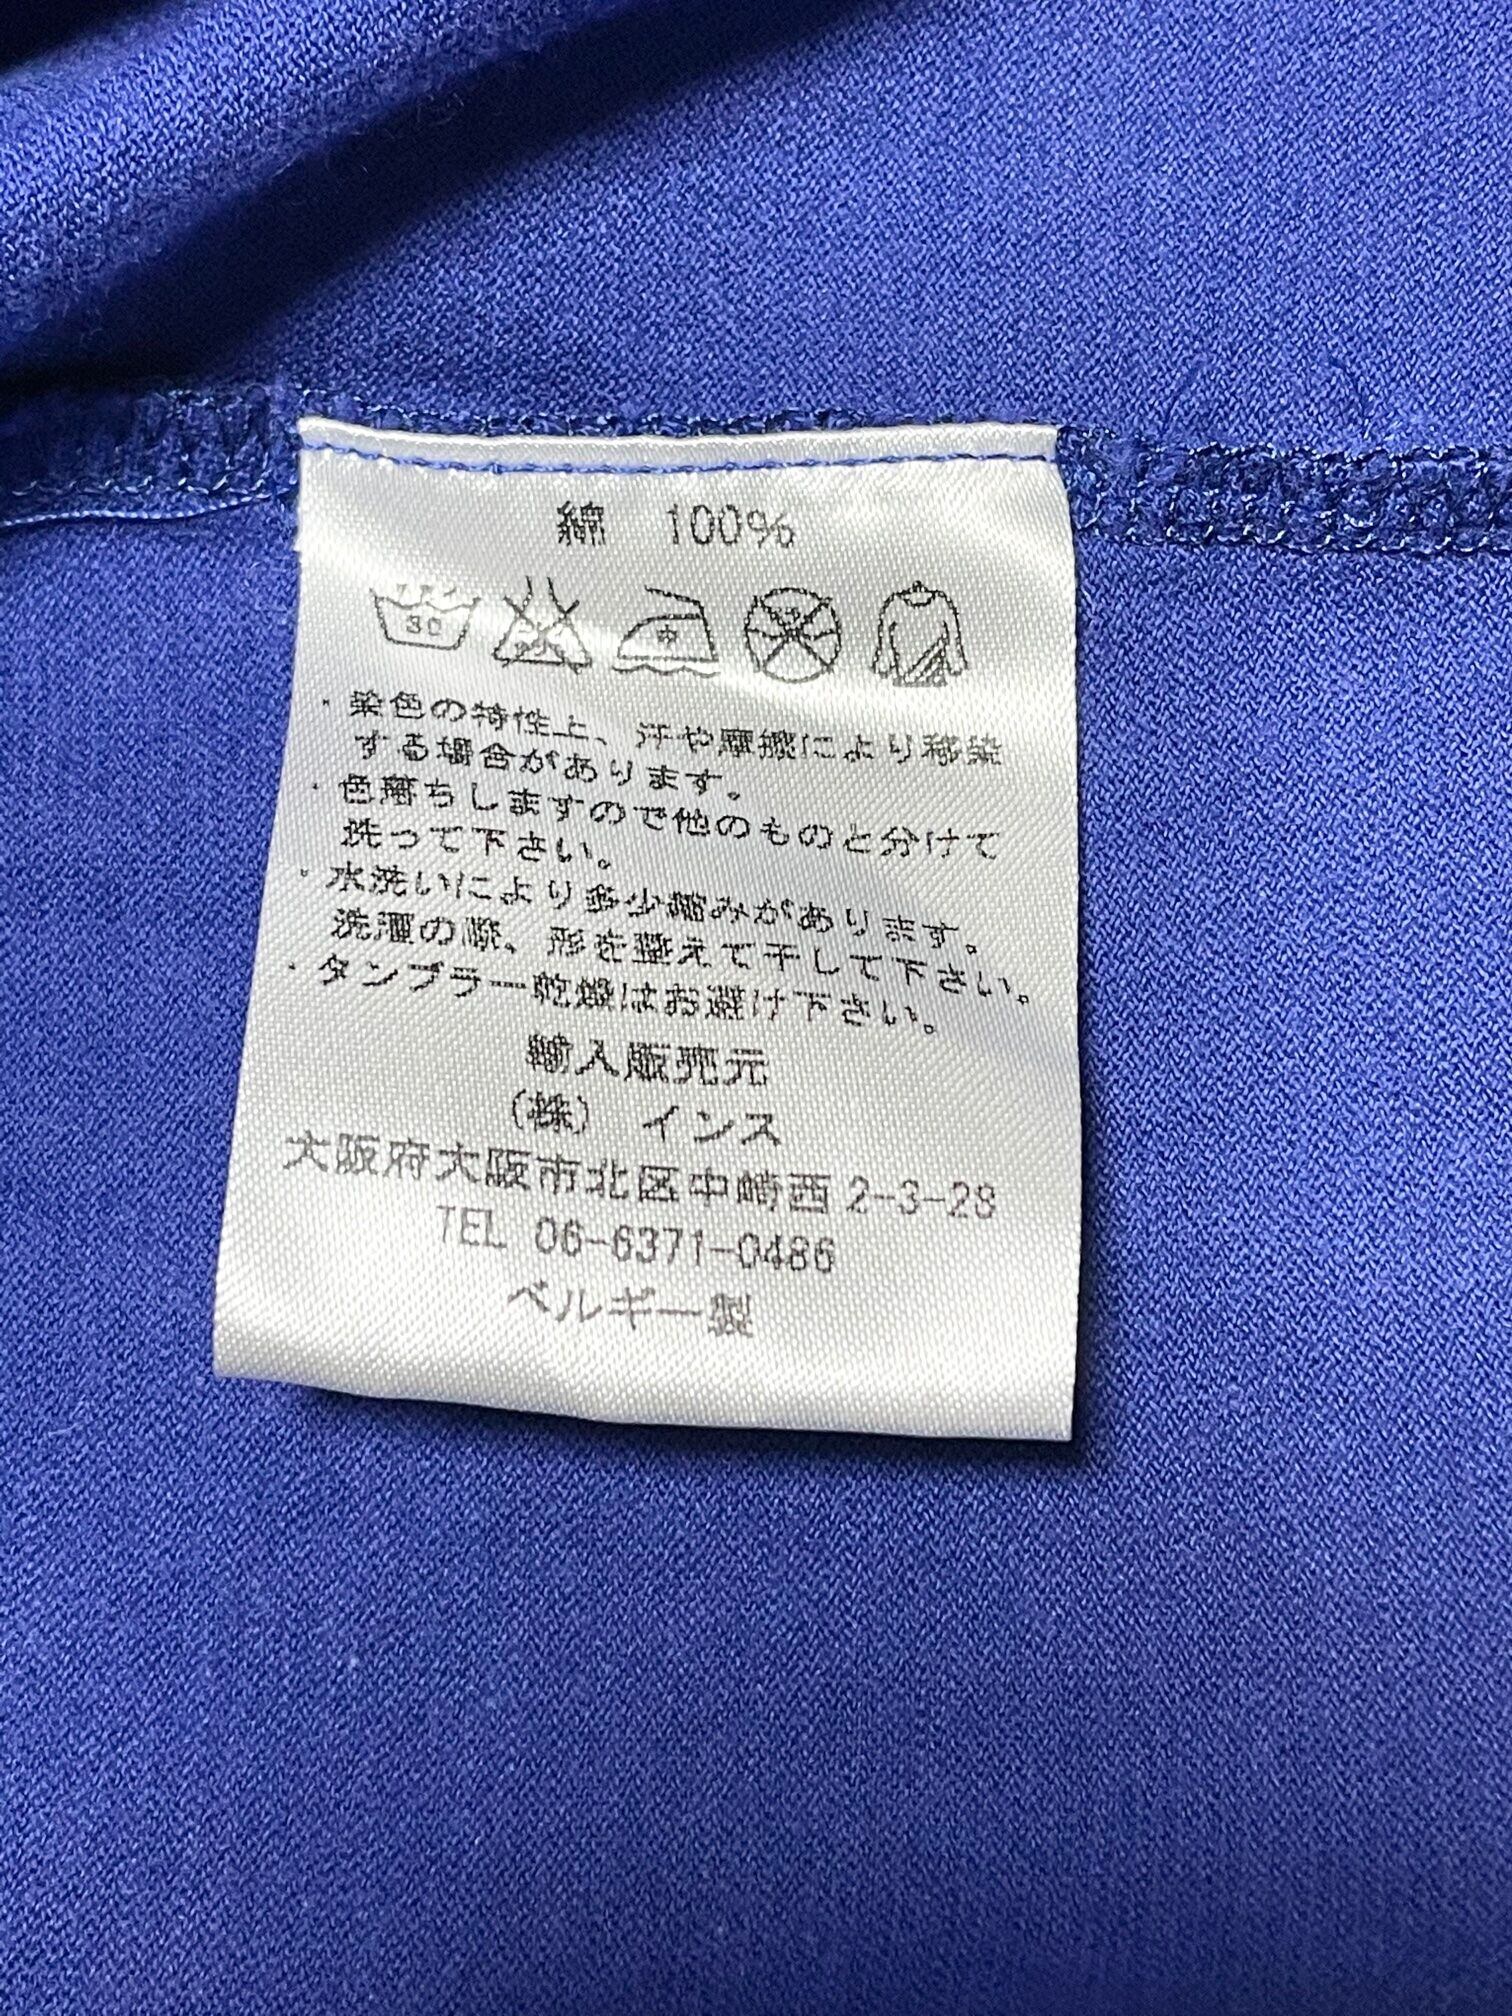 綿 100%
30
中
・染色の特性上、汗や摩擦により移染
する場合があります。
・色落ちしますので他のものと分けて
洗って下さい。
・水洗いにより多少縮みがあります。
洗濯の際、形を整えて干して下さい。
・タンブラー乾燥はお避け下さい。
輸入販売元
(株) インス
大阪府大阪市北区中崎西2-3-28
TEL 06-6371-0486
ベルギー製